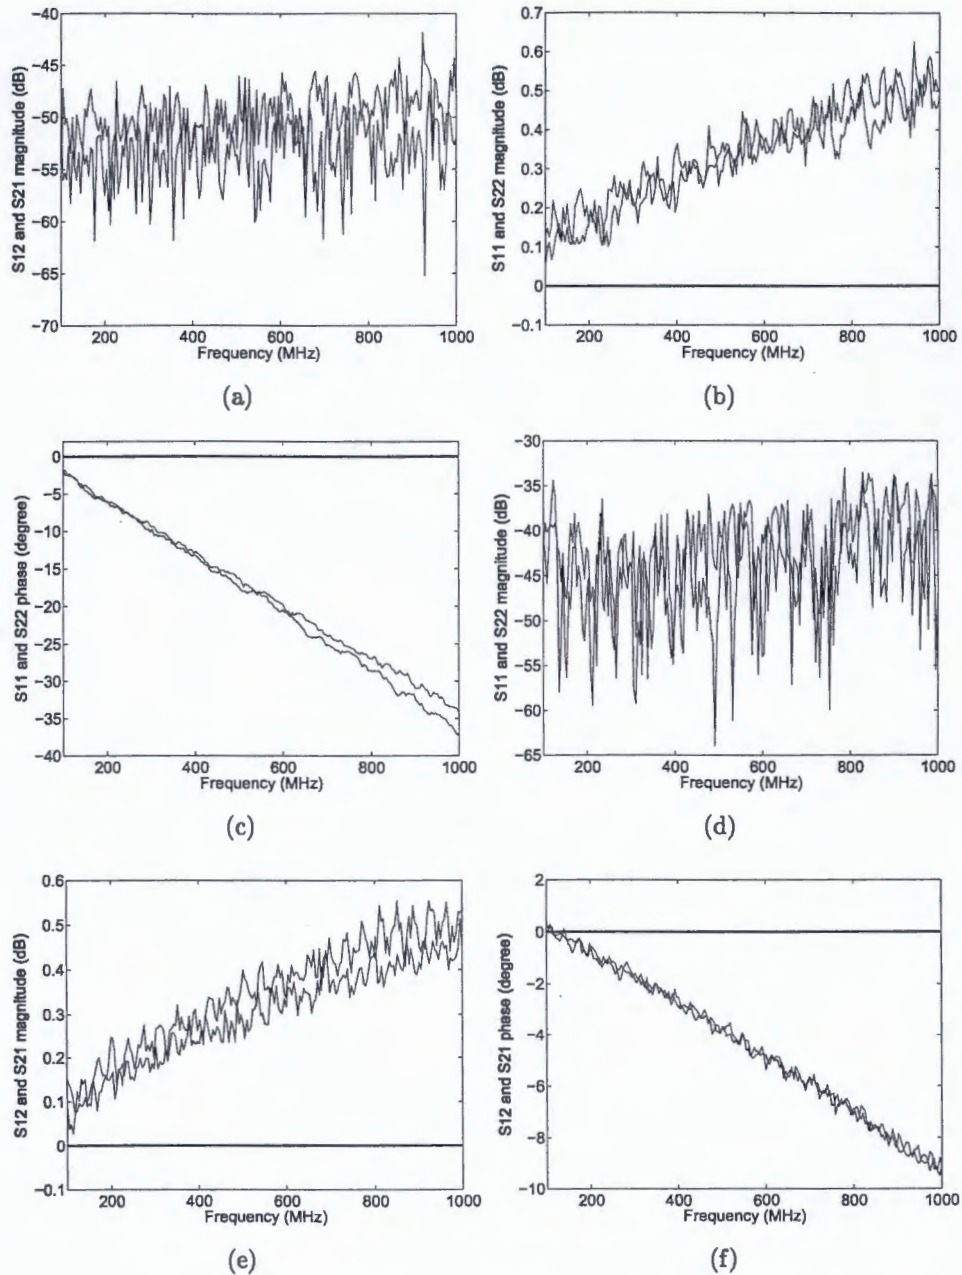 −40
−45
−50
−55
−60
−65
−70
S12 and S21 magnitude (dB)
200 400 600 800 1000
Frequency (MHz)
(a)
0.7
0.6
0.5
0.4
0.3
0.2
0.1
0
−0.1
S11 and S22 magnitude (dB)
200 400 600 800 1000
Frequency (MHz)
(b)
0
−5
−10
−15
−20
−25
−30
−35
−40
S11 and S22 phase (degree)
200 400 600 800 1000
Frequency (MHz)
(c)
−30
−35
−40
−45
−50
−55
−60
−65
S11 and S22 magnitude (dB)
200 400 600 800 1000
Frequency (MHz)
(d)
0.6
0.5
0.4
0.3
0.2
0.1
0
−0.1
S12 and S21 magnitude (dB)
200 400 600 800 1000
Frequency (MHz)
(e)
2
0
−2
−4
−6
−8
−10
S12 and S21 phase (degree)
200 400 600 800 1000
Frequency (MHz)
(f)